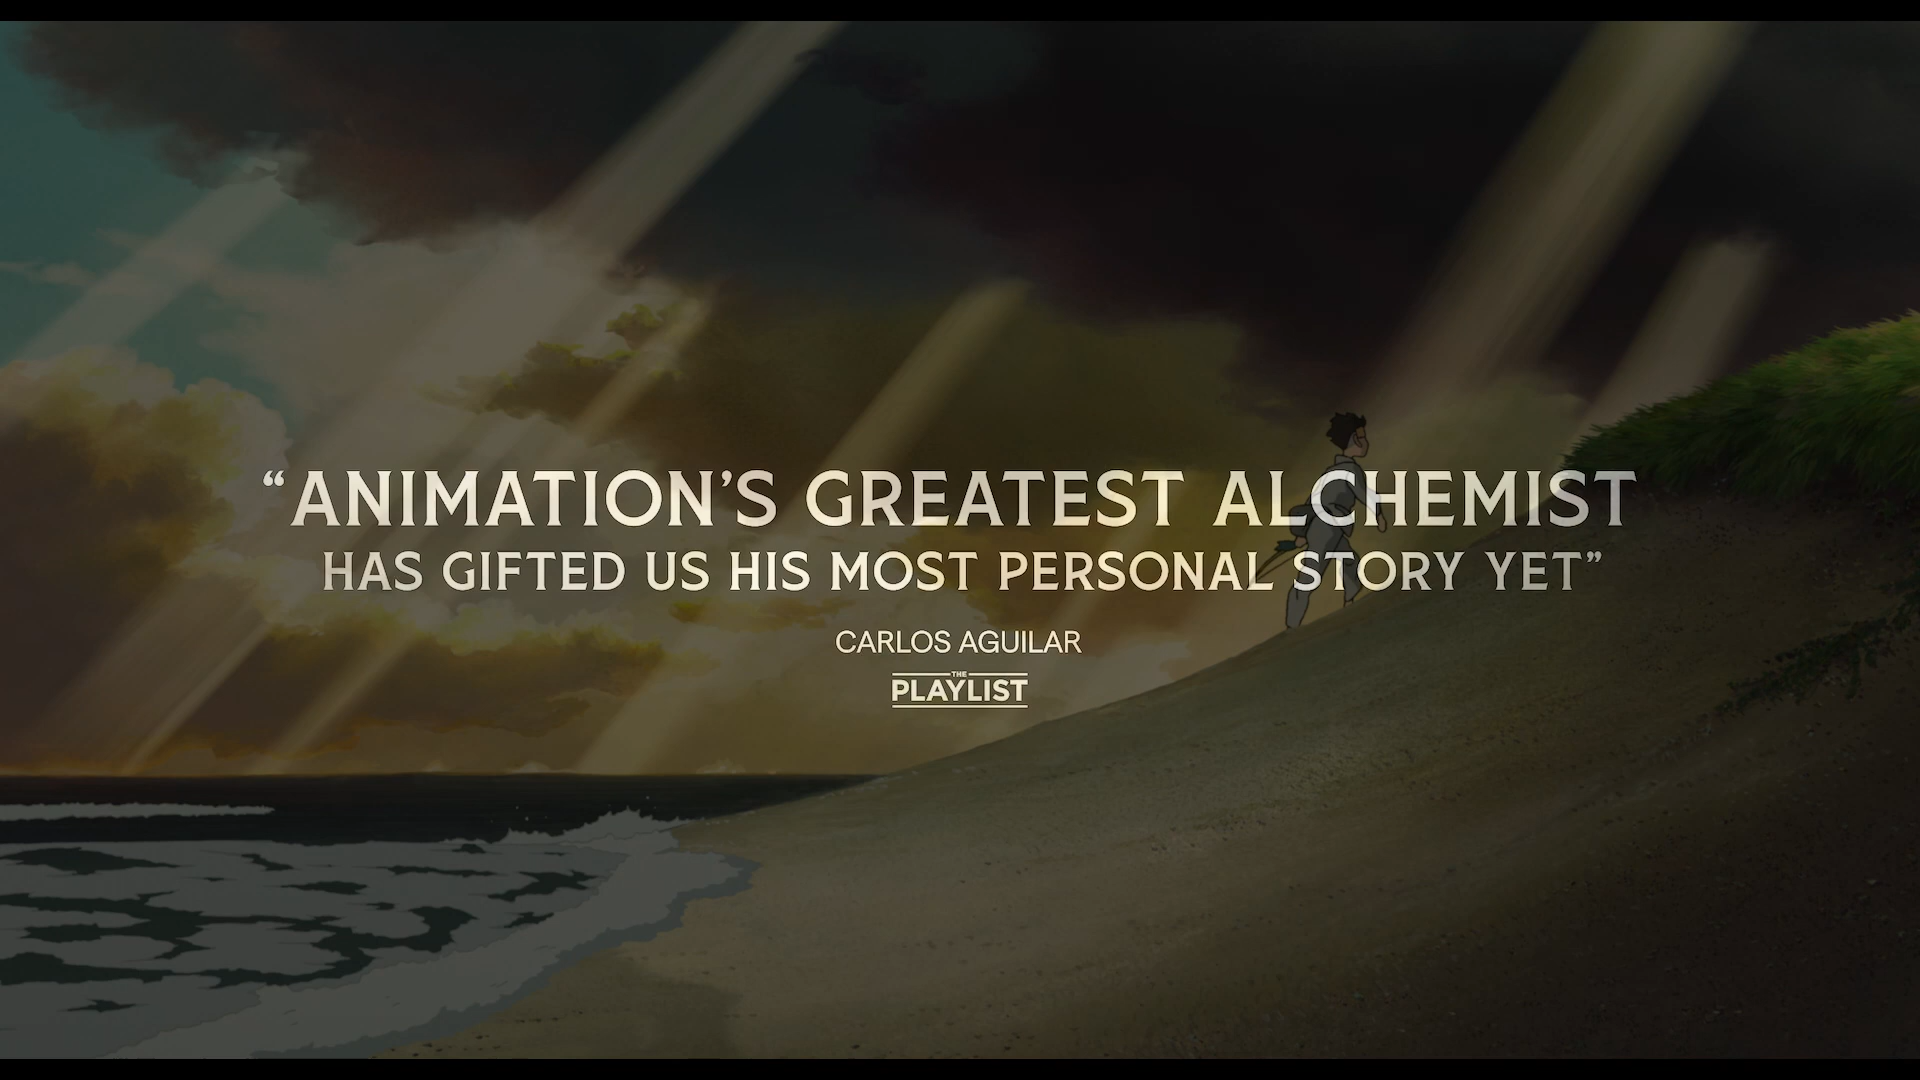 “ANIMATION’S GREATEST ALCHEMIST
HAS GIFTED US HIS MOST PERSONAL STORY YET”
CARLOS AGUILAR
THE
PLAYLIST